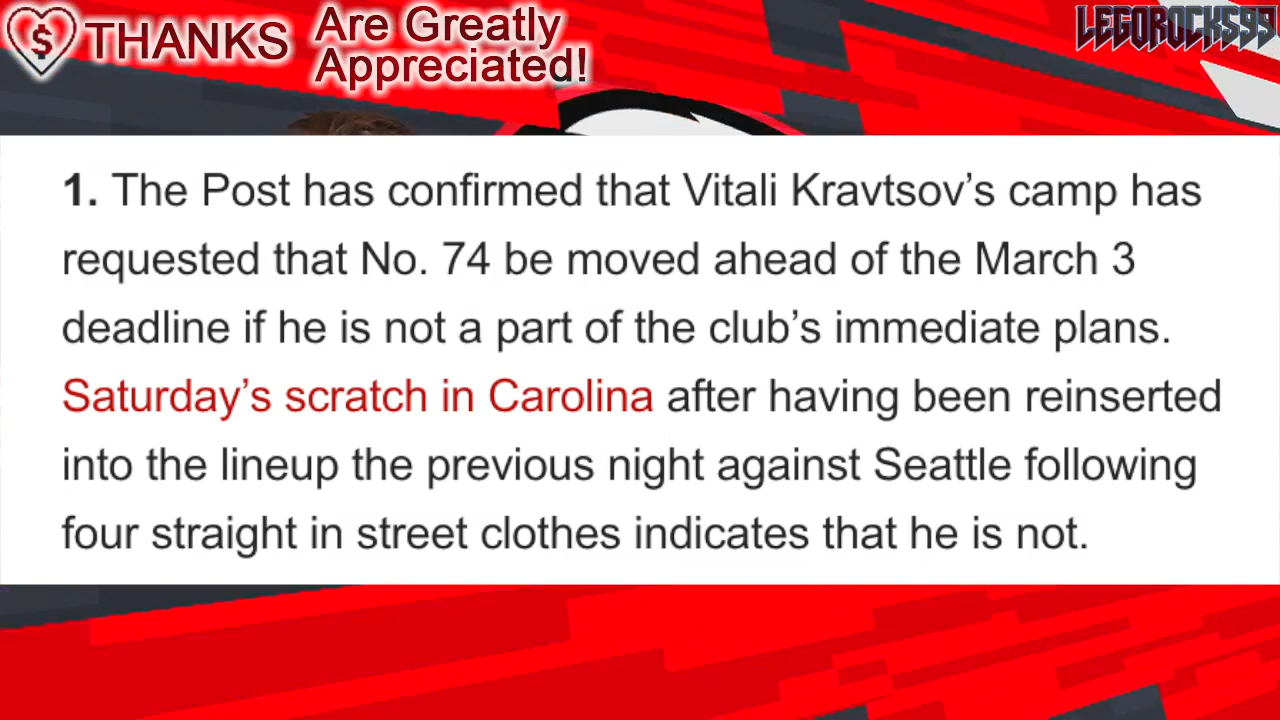 THANKS
Are Greatly
Appreciated!
LEGOROCKS99
1. The Post has confirmed that Vitali Kravtsov’s camp has
requested that No. 74 be moved ahead of the March 3
deadline if he is not a part of the club’s immediate plans.
Saturday’s scratch in Carolina after having been reinserted
into the lineup the previous night against Seattle following
four straight in street clothes indicates that he is not.